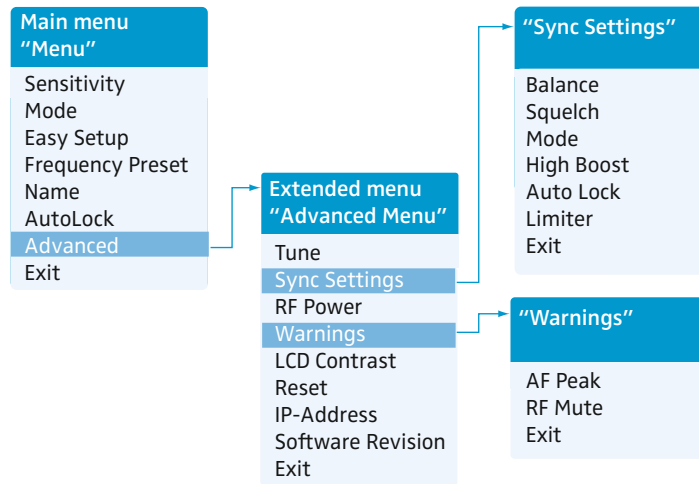 Main menu
“Menu”
Sensitivity
Mode
Easy Setup
Frequency Preset
Name
AutoLock
Advanced
Exit
Extended menu
“Advanced Menu”
Tune
Sync Settings
RF Power
Warnings
LCD Contrast
Reset
IP-Address
Software Revision
Exit
“Sync Settings”
Balance
Squelch
Mode
High Boost
Auto Lock
Limiter
Exit
“Warnings”
AF Peak
RF Mute
Exit